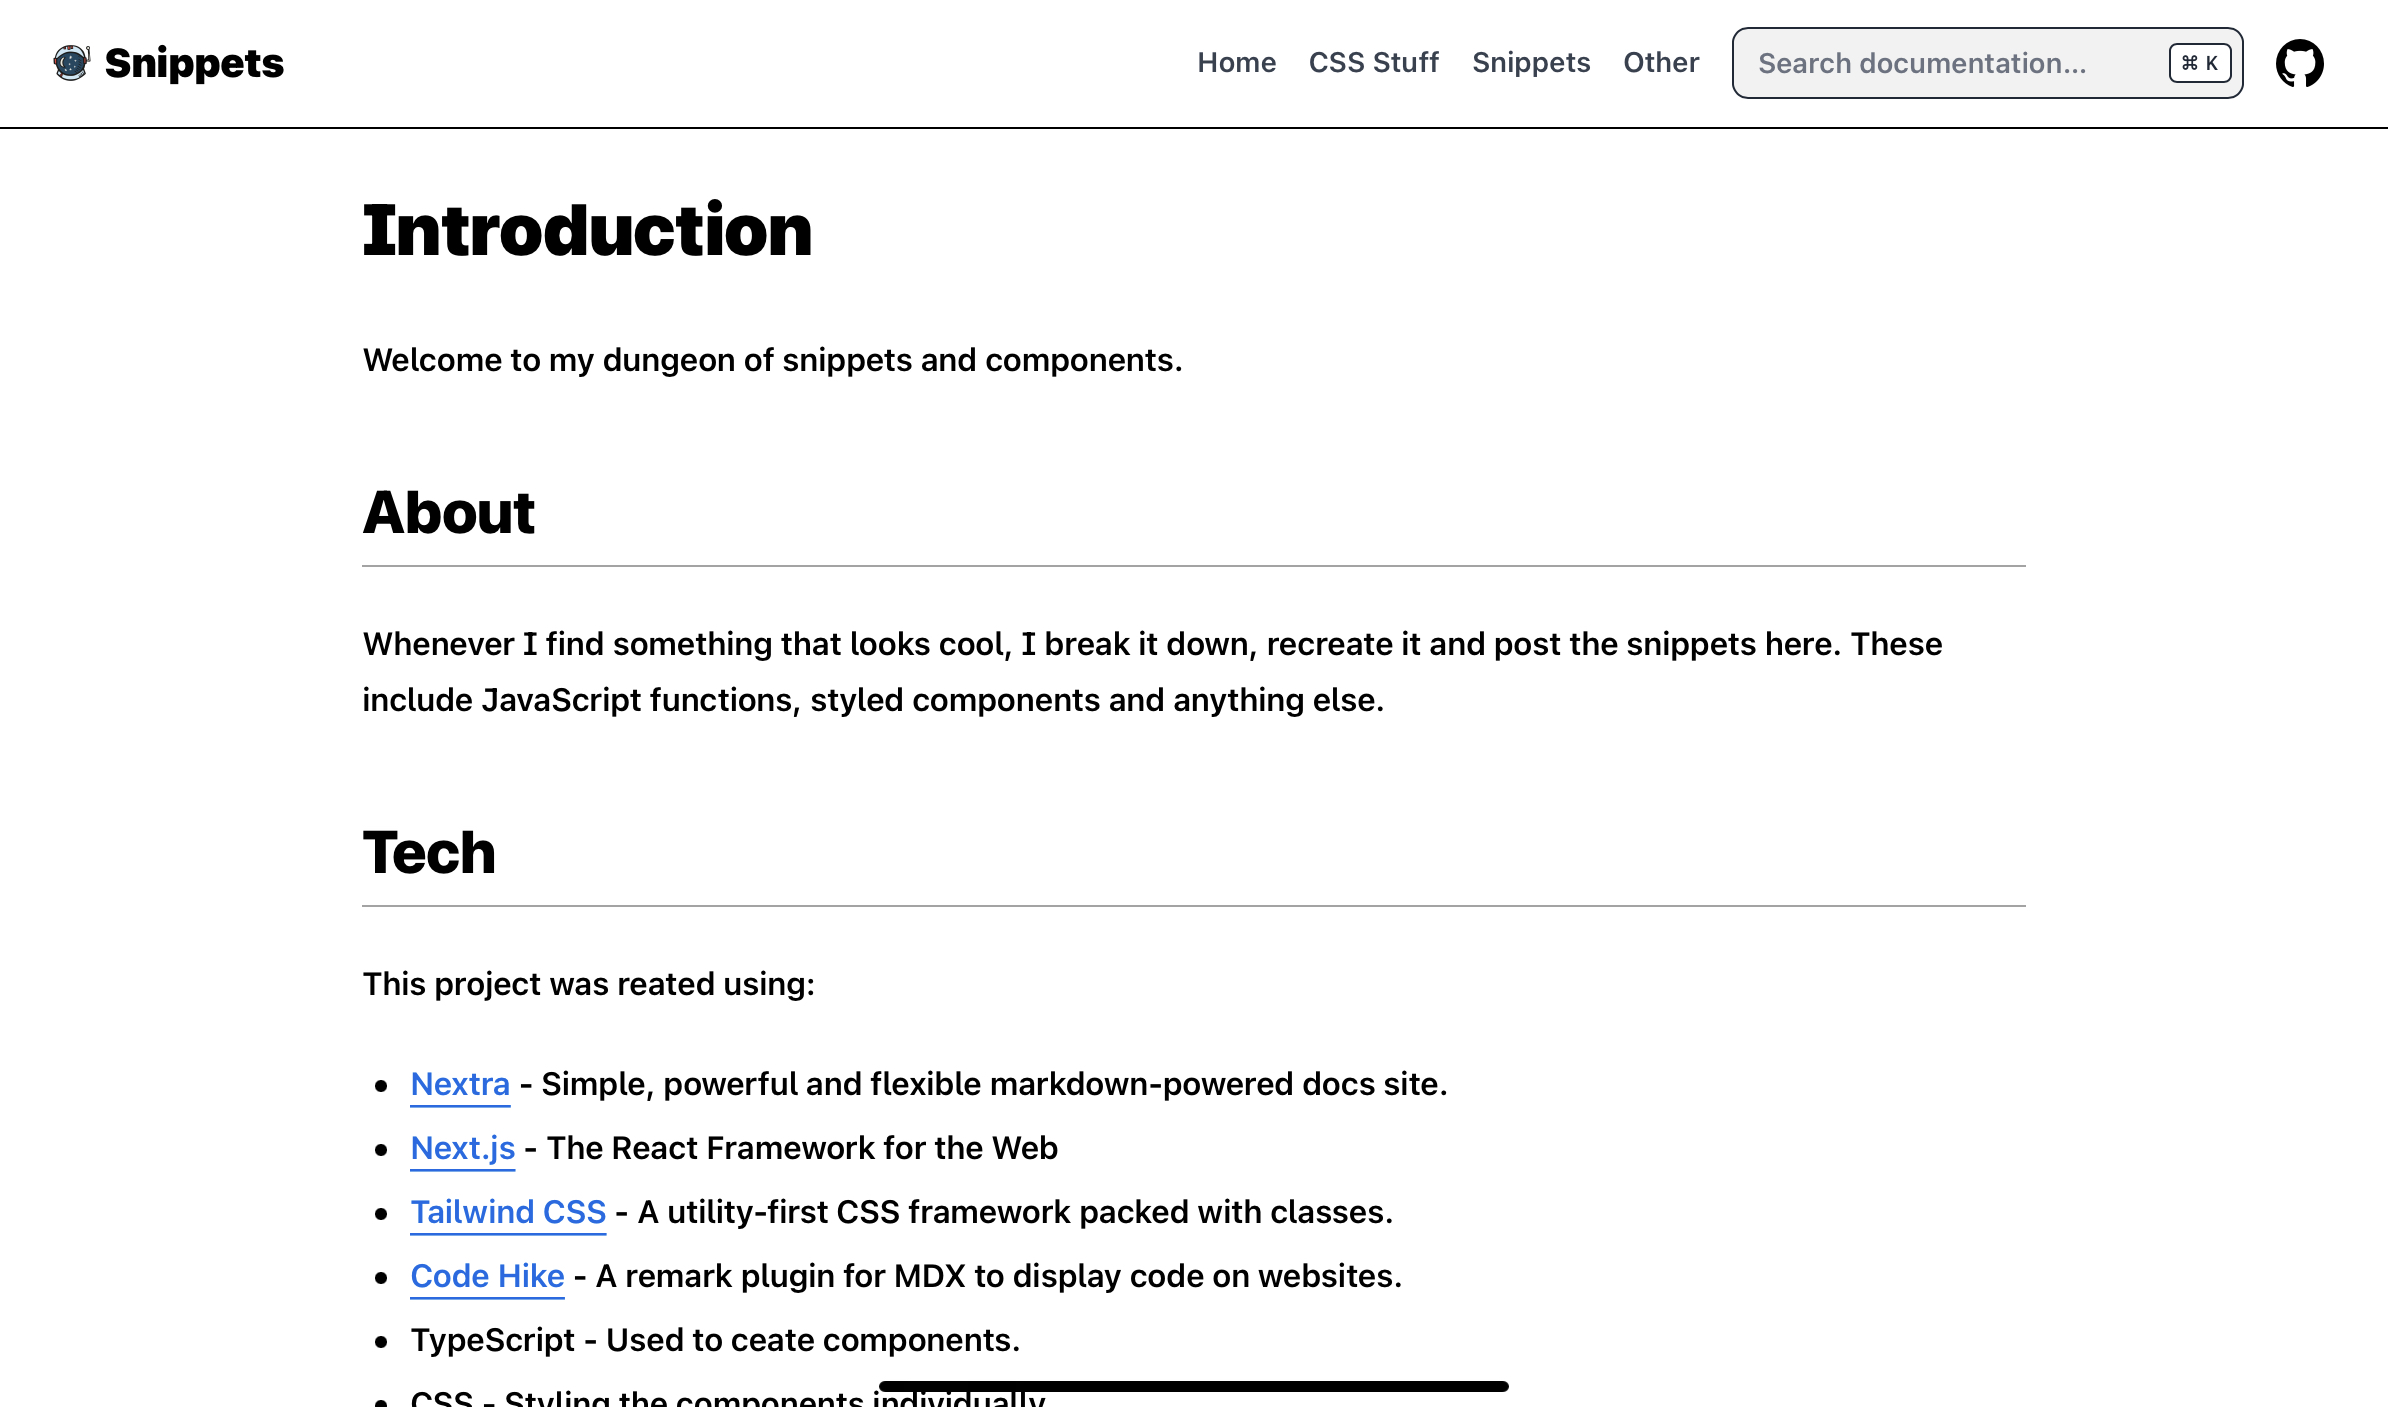 Snippets
Home CSS Stuff Snippets Other Search documentation... ⌘ K
Introduction
Welcome to my dungeon of snippets and components.
About
Whenever I find something that looks cool, I break it down, recreate it and post the snippets here. These
include JavaScript functions, styled components and anything else.
Tech
This project was reated using:
• Nextra - Simple, powerful and flexible markdown-powered docs site.
• Next.js - The React Framework for the Web
• Tailwind CSS - A utility-first CSS framework packed with classes.
• Code Hike - A remark plugin for MDX to display code on websites.
• TypeScript - Used to ceate components.
• CSS - Styling the components individually